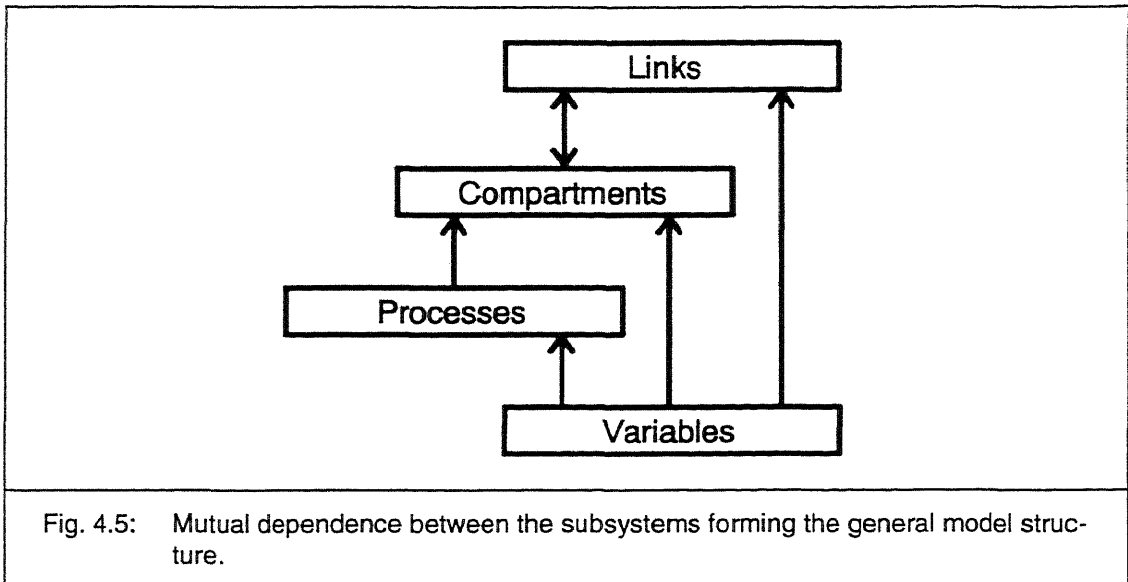 Links
Compartments
Processes
Variables
Fig. 4.5: Mutual dependence between the subsystems forming the general model struc-
ture.